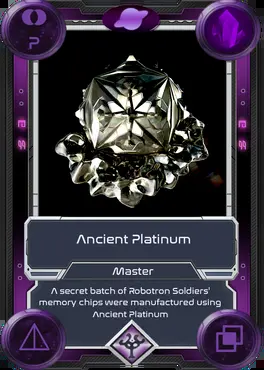 P
Ancient Platinum
Master
A secret batch of Robotron Soldiers'
memory chips were manufactured using
Ancient Platinum